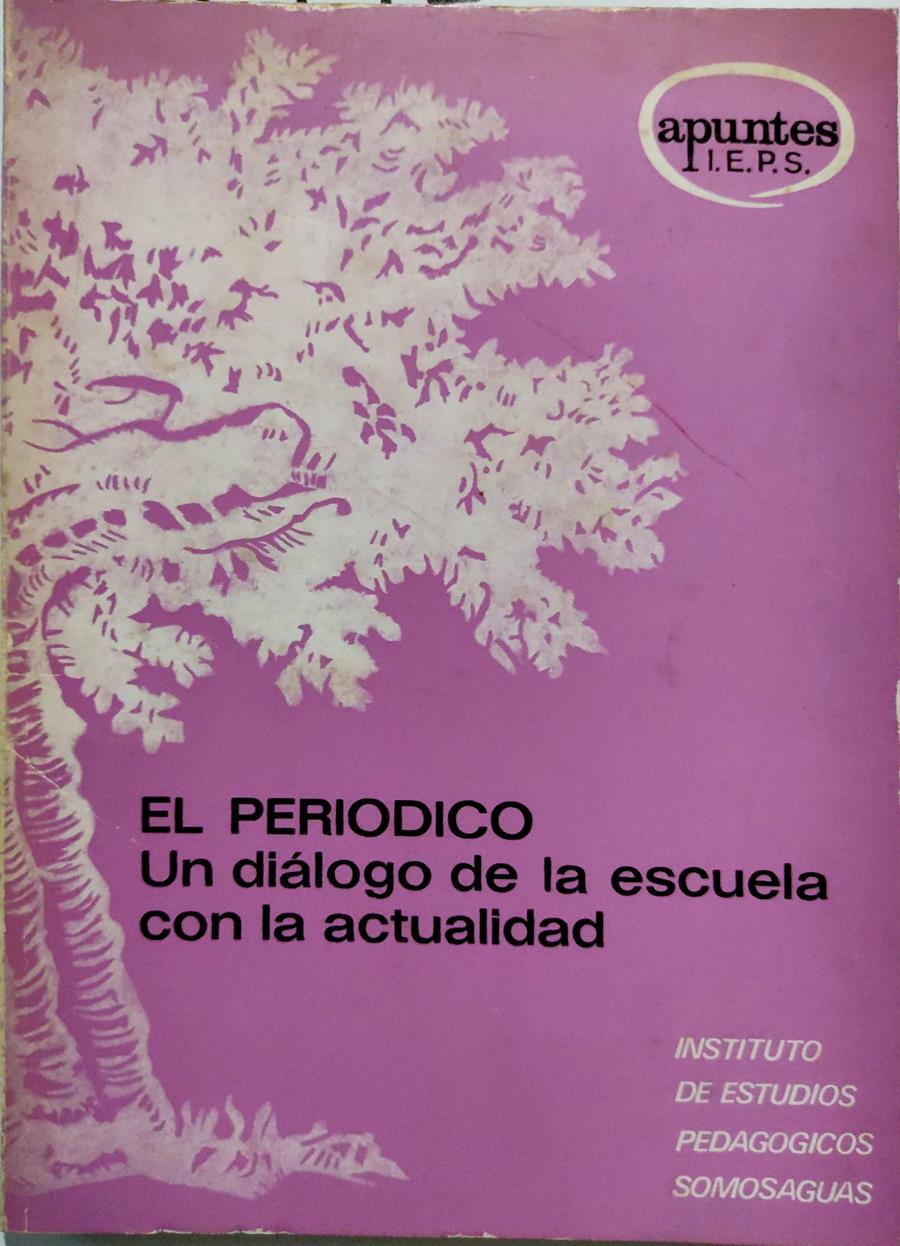 apuntes
I.E.P.S.
EL PERIODICO
Un diálogo de la escuela
con la actualidad
INSTITUTO
DE ESTUDIOS
PEDAGOGICOS
SOMOSAGUAS